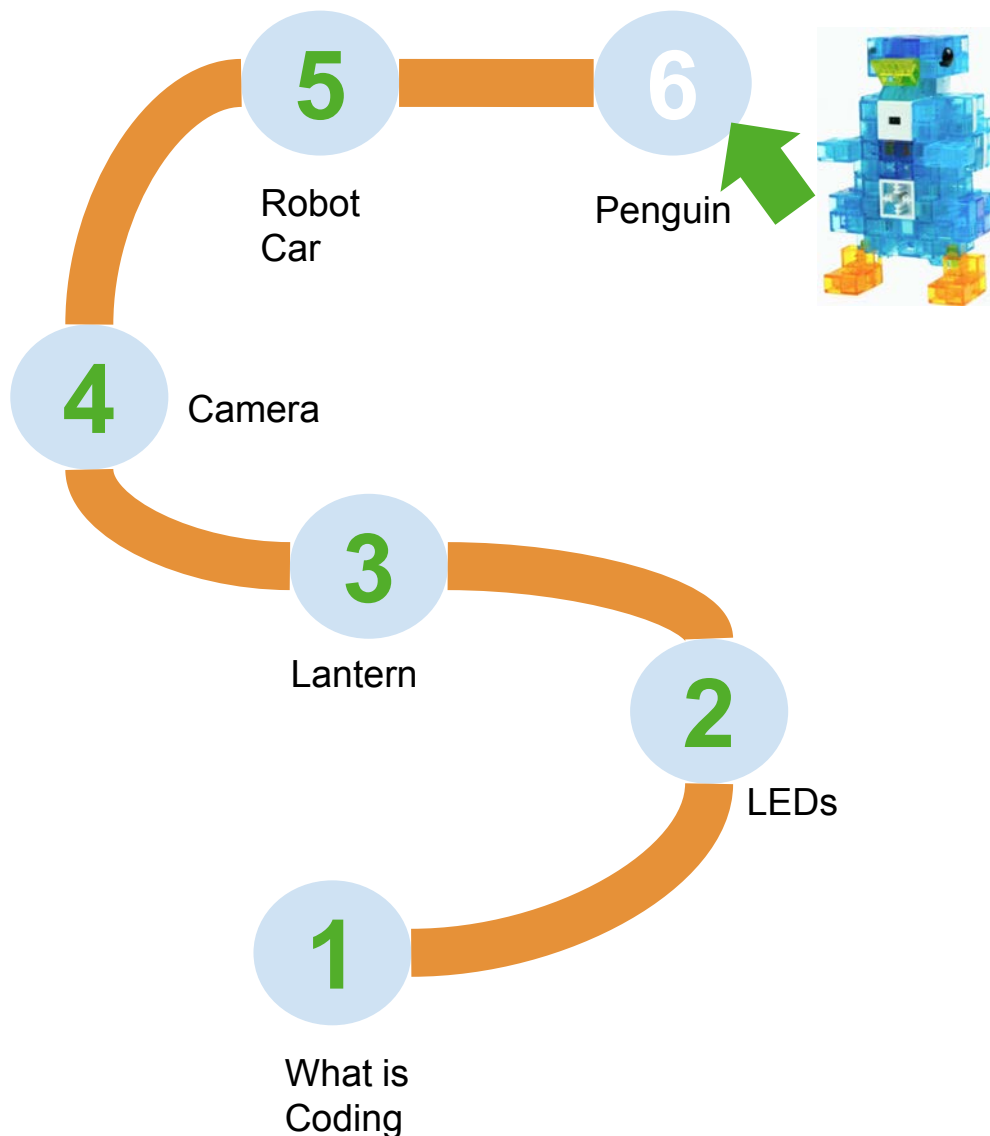 5
6
Robot
Car
Penguin
4
Camera
3
Lantern
2
LEDs
1
What is
Coding